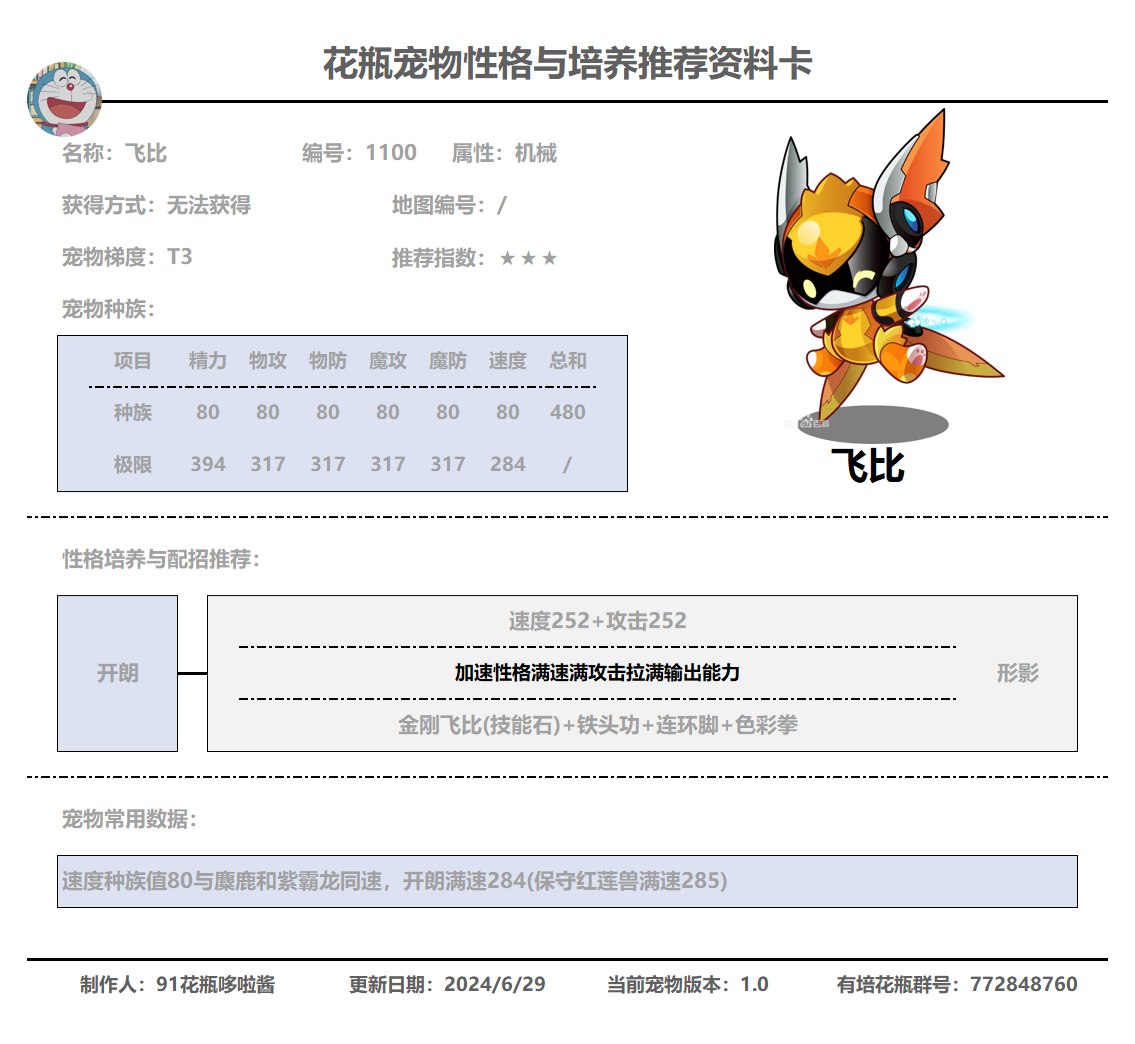 花瓶宠物性格与培养推荐资料卡
名称：飞比 编号：1100 属性：机械
获得方式：无法获得 地图编号：/
宠物梯度：T3 推荐指数：★★★
宠物种族：
项目 精力 物攻 物防 魔攻 魔防 速度 总和
种族 80 80 80 80 80 80 480
极限 394 317 317 317 317 284 /
飞比
性格培养与配招推荐：
速度252+攻击252
开朗 加速性格满速满攻击拉满输出能力 形影
金刚飞比(技能石)+铁头功+连环脚+色彩拳
宠物常用数据：
速度种族值80与麋鹿和紫霸龙同速，开朗满速284(保守红莲兽满速285)
制作人：91花瓶哆啦酱 更新日期：2024/6/29 当前宠物版本：1.0 有培花瓶群号：772848760